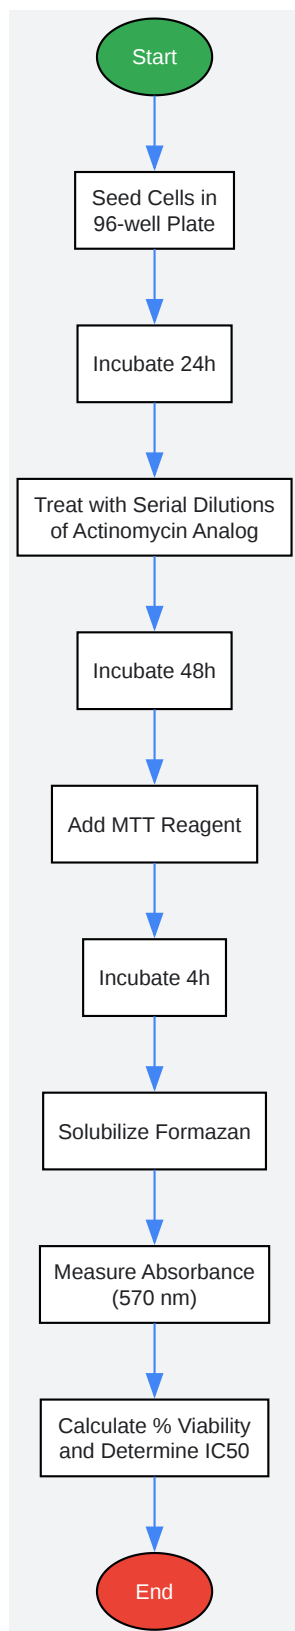 Start
Seed Cells in
96-well Plate
Incubate 24h
Treat with Serial Dilutions
of Actinomycin Analog
Incubate 48h
Add MTT Reagent
Incubate 4h
Solubilize Formazan
Measure Absorbance
(570 nm)
Calculate % Viability
and Determine IC50
End